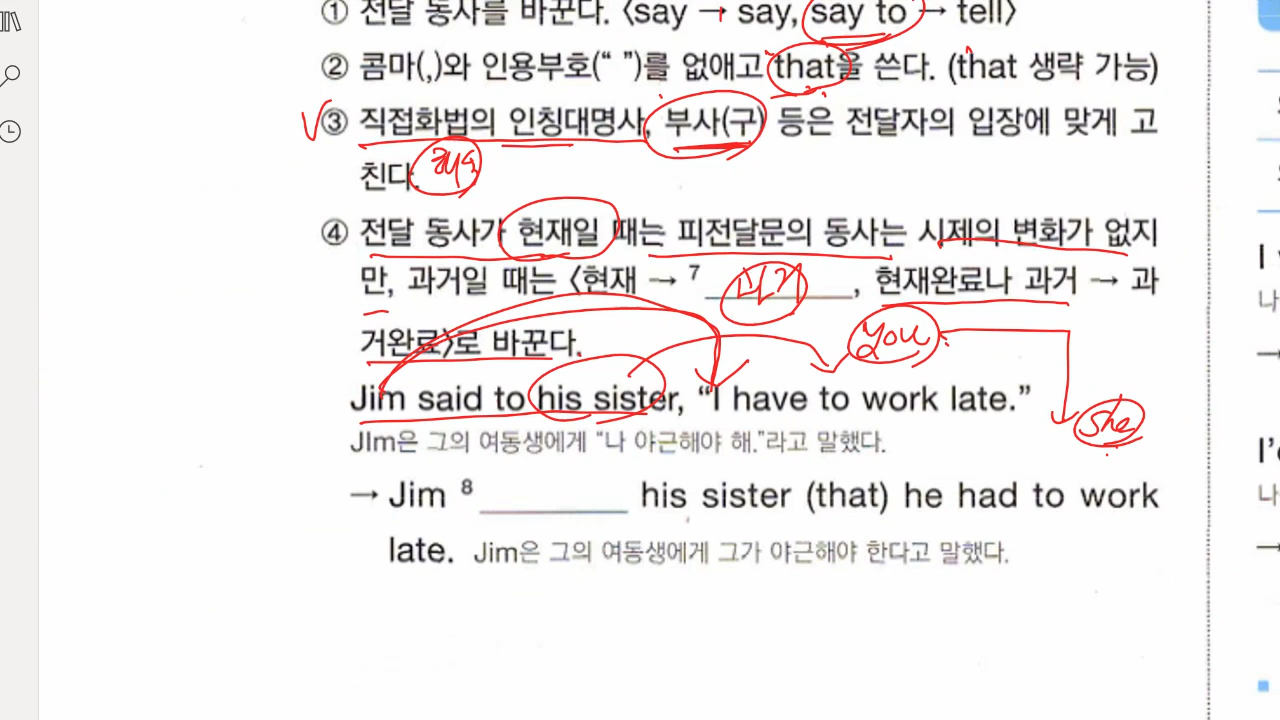 ① 전달 동사를 바꾼다. 〈say → say, say to → tell〉
② 콤마(,)와 인용부호(“ ”)를 없애고 that을 쓴다. (that 생략 가능)
③ 직접화법의 인칭대명사, 부사(구) 등은 전달자의 입장에 맞게 고
친다.
④ 전달 동사가 현재일 때는 피전달문의 동사는 시제의 변화가 없지
만, 과거일 때는 〈현재 → ⁷ 과거, 현재완료나 과거 → 과
거완료〉로 바꾼다.
you
Jim said to his sister, “I have to work late.”
she
JIm은 그의 여동생에게 “나 야근해야 해.”라고 말했다.
→ Jim ⁸ ________ his sister (that) he had to work
late. Jim은 그의 여동생에게 그가 야근해야 한다고 말했다.